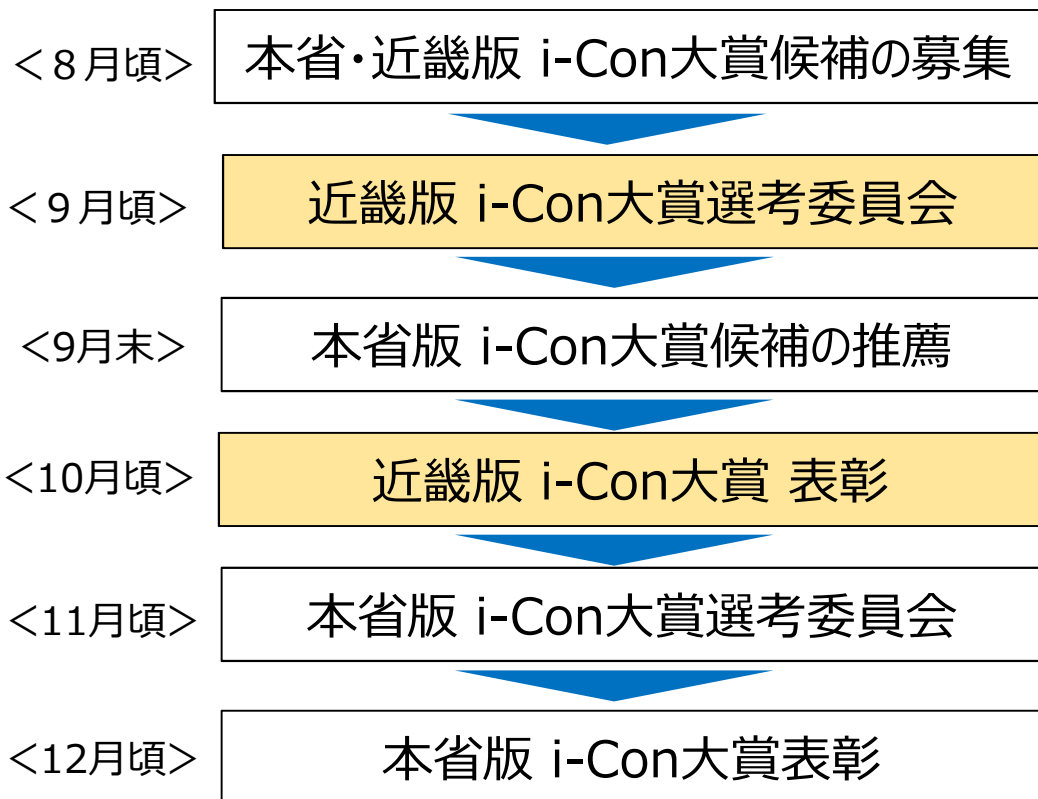 ＜８月頃＞ 本省・近畿版 i-Con大賞候補の募集
＜９月頃＞ 近畿版 i-Con大賞選考委員会
＜9月末＞ 本省版 i-Con大賞候補の推薦
＜10月頃＞ 近畿版 i-Con大賞 表彰
＜11月頃＞ 本省版 i-Con大賞選考委員会
＜12月頃＞ 本省版 i-Con大賞表彰